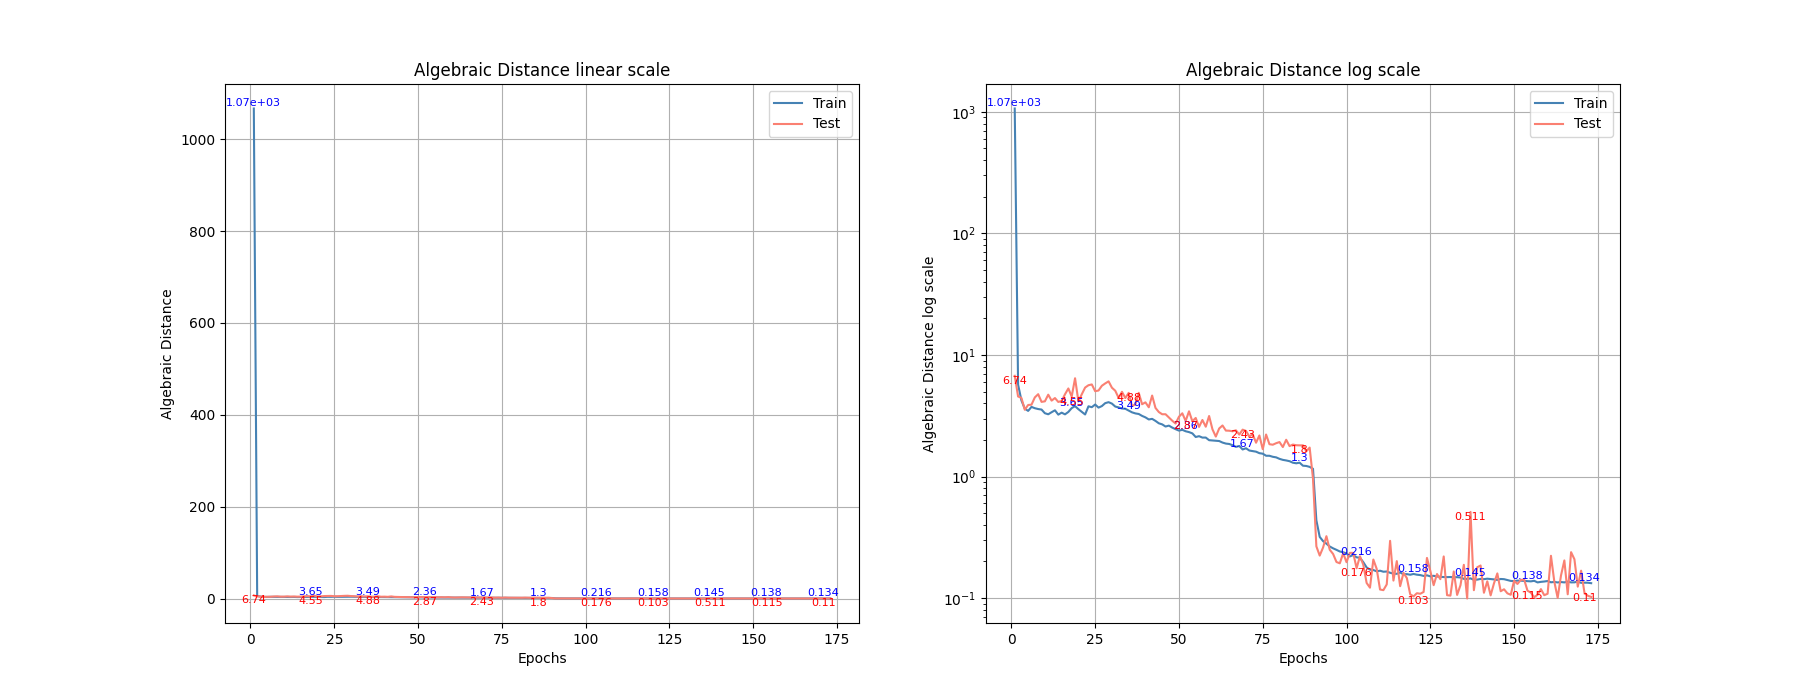 Algebraic Distance linear scale
Train
Test
1.07e+03
1000
800
600
400
200
0
Algebraic Distance
6.74
3.65 3.49 2.36 1.67 1.3 0.216 0.158 0.145 0.138 0.134
4.55 4.88 2.87 2.43 1.8 0.176 0.103 0.511 0.115 0.11
0 25 50 75 100 125 150 175
Epochs
Algebraic Distance log scale
Train
Test
1.07e+03
10³
10²
10¹
10⁰
10⁻¹
Algebraic Distance log scale
6.74
3.65
4.88
3.49
2.36
2.43
1.67
1.8
1.3
0.216
0.176
0.158
0.103
0.511
0.145
0.138
0.115
0.134
0.11
0 25 50 75 100 125 150 175
Epochs